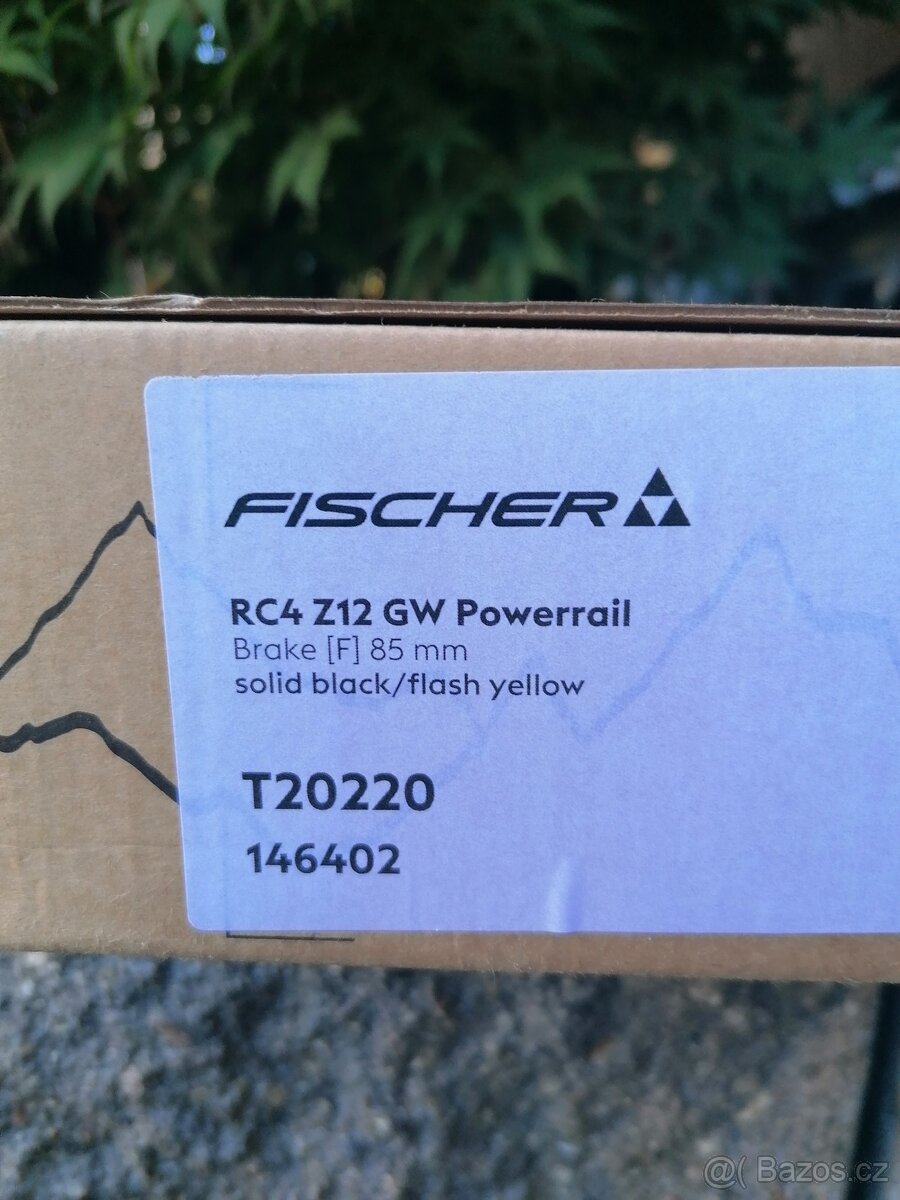 FISCHER
RC4 Z12 GW Powerrail
Brake [F] 85 mm
solid black/flash yellow
T20220
146402
@( Bazos.cz